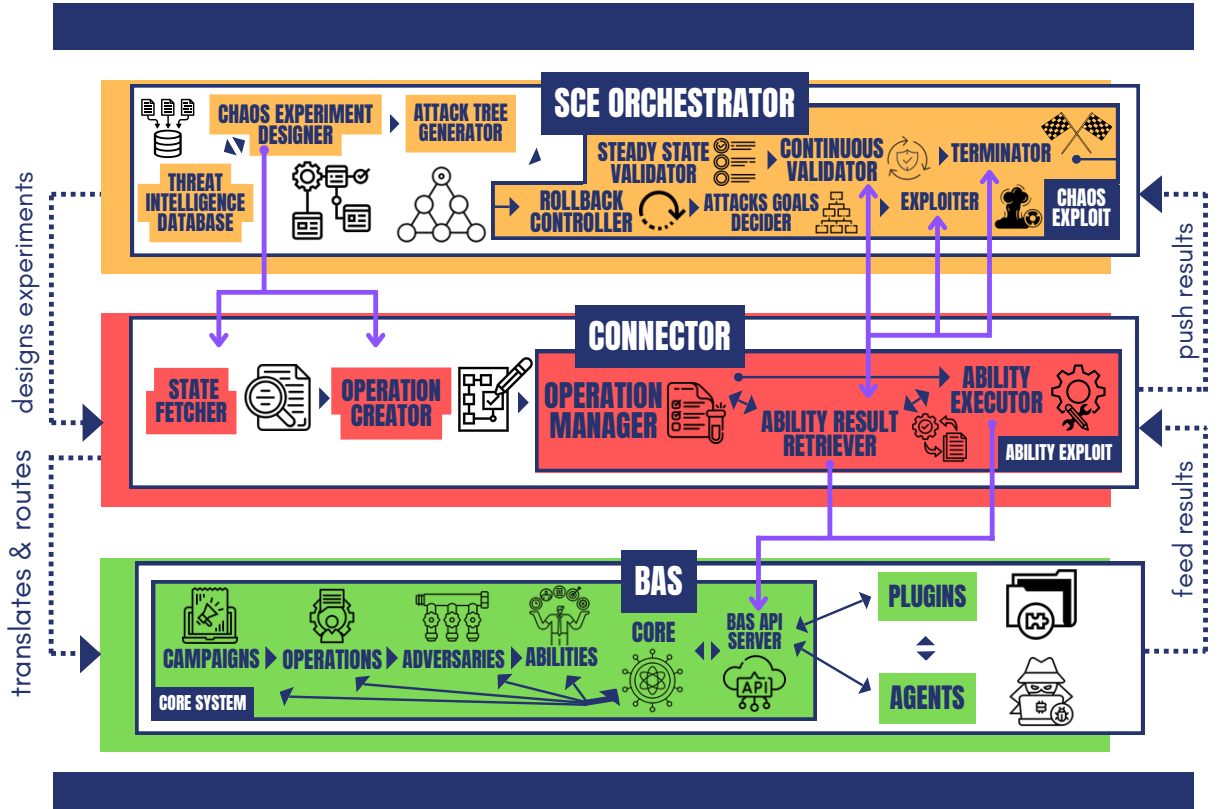 SCE ORCHESTRATOR
CHAOS EXPERIMENT
DESIGNER
ATTACK TREE
GENERATOR
THREAT
INTELLIGENCE
DATABASE
STEADY STATE
VALIDATOR
CONTINUOUS
VALIDATOR
TERMINATOR
ROLLBACK
CONTROLLER
ATTACKS GOALS
DECIDER
EXPLOITER
CHAOS
EXPLOIT
designs experiments
push results
CONNECTOR
STATE
FETCHER
OPERATION
CREATOR
OPERATION
MANAGER
ABILITY RESULT
RETRIEVER
ABILITY
EXECUTOR
ABILITY EXPLOIT
translates & routes
feed results
BAS
CAMPAIGNS
OPERATIONS
ADVERSARIES
ABILITIES
CORE
BAS API
SERVER
API
CORE SYSTEM
PLUGINS
AGENTS